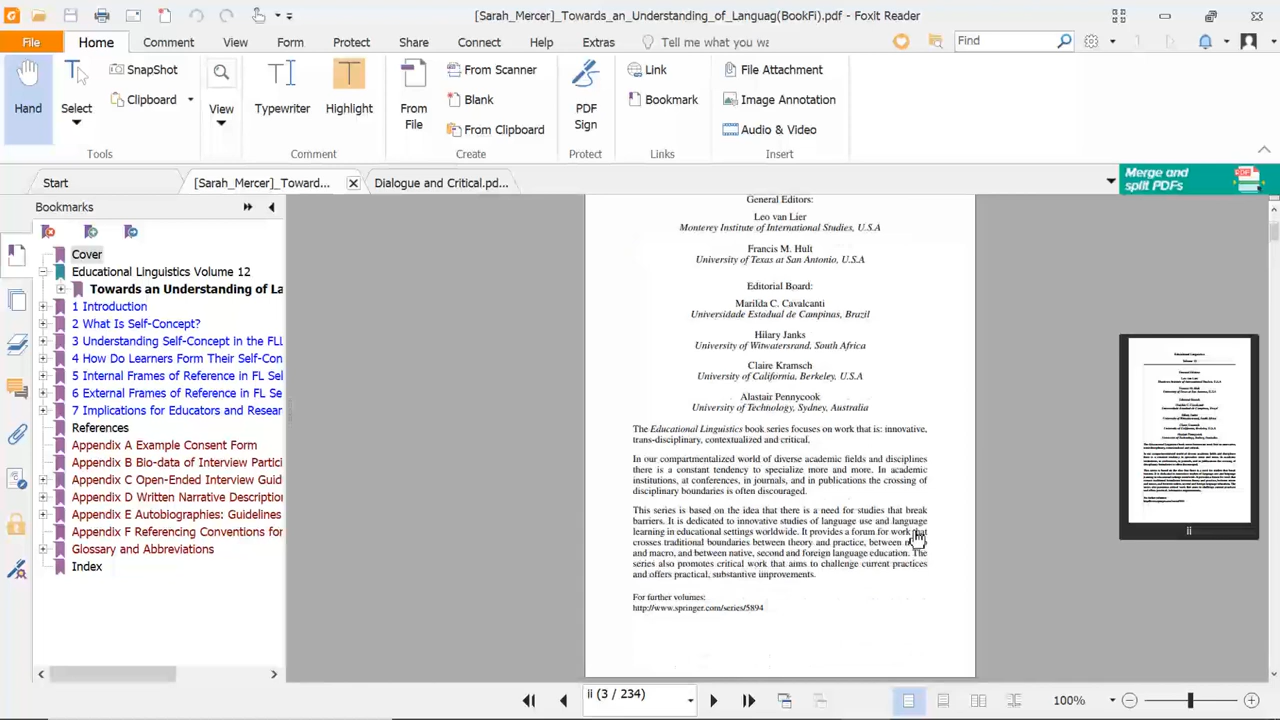 [Sarah_Mercer]_Towards_an_Understanding_of_Languag(BookFi).pdf - Foxit Reader
File Home Comment View Form Protect Share Connect Help Extras Tell me what you wa Find
Hand
Select
SnapShot
Clipboard
Tools
View
Typewriter
Highlight
Comment
From File
From Scanner
Blank
From Clipboard
Create
PDF Sign
Protect
Link
Bookmark
Links
File Attachment
Image Annotation
Audio & Video
Insert
Start
[Sarah_Mercer]_Toward...
Dialogue and Critical.pd...
Merge and
split PDFs
Bookmarks
Cover
Educational Linguistics Volume 12
Towards an Understanding of La
1 Introduction
2 What Is Self-Concept?
3 Understanding Self-Concept in the FLL
4 How Do Learners Form Their Self-Con
5 Internal Frames of Reference in FL Sel
6 External Frames of Reference in FL Se
7 Implications for Educators and Resear
References
Appendix A Example Consent Form
Appendix B Bio-data of Interview Partici
Appendix C Open-Ended Interview Guid
Appendix D Written Narrative Descriptio
Appendix E Autobiographies: Guidelines
Appendix F Referencing Conventions for
Glossary and Abbreviations
Index
General Editors:
Leo van Lier
Monterey Institute of International Studies, U.S.A
Francis M. Hult
University of Texas at San Antonio, U.S.A
Editorial Board:
Marilda C. Cavalcanti
Universidade Estadual de Campinas, Brazil
Hilary Janks
University of Witwatersrand, South Africa
Claire Kramsch
University of California, Berkeley, U.S.A
Alastair Pennycook
University of Technology, Sydney, Australia
The Educational Linguistics book series focuses on work that is: innovative,
trans-disciplinary, contextualized and critical.
In our compartmentalized world of diverse academic fields and disciplines
there is a constant tendency to specialize more and more. In academic
institutions, at conferences, in journals, and in publications the crossing of
disciplinary boundaries is often discouraged.
This series is based on the idea that there is a need for studies that break
barriers. It is dedicated to innovative studies of language use and language
learning in educational settings worldwide. It provides a forum for work that
crosses traditional boundaries between theory and practice, between
and macro, and between native, second and foreign language education. The
series also promotes critical work that aims to challenge current practices
and offers practical, substantive improvements.
For further volumes:
http://www.springer.com/series/5894
ii
ii (3 / 234)
100%